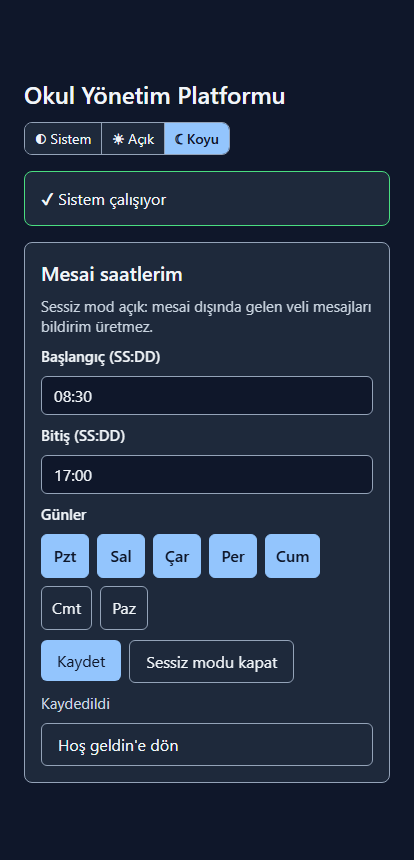 Okul Yönetim Platformu
Sistem Açık Koyu
Sistem çalışıyor
Mesai saatlerim
Sessiz mod açık: mesai dışında gelen veli mesajları
bildirim üretmez.
Başlangıç (SS:DD)
08:30
Bitiş (SS:DD)
17:00
Günler
Pzt Sal Çar Per Cum
Cmt Paz
Kaydet Sessiz modu kapat
Kaydedildi
Hoş geldin'e dön